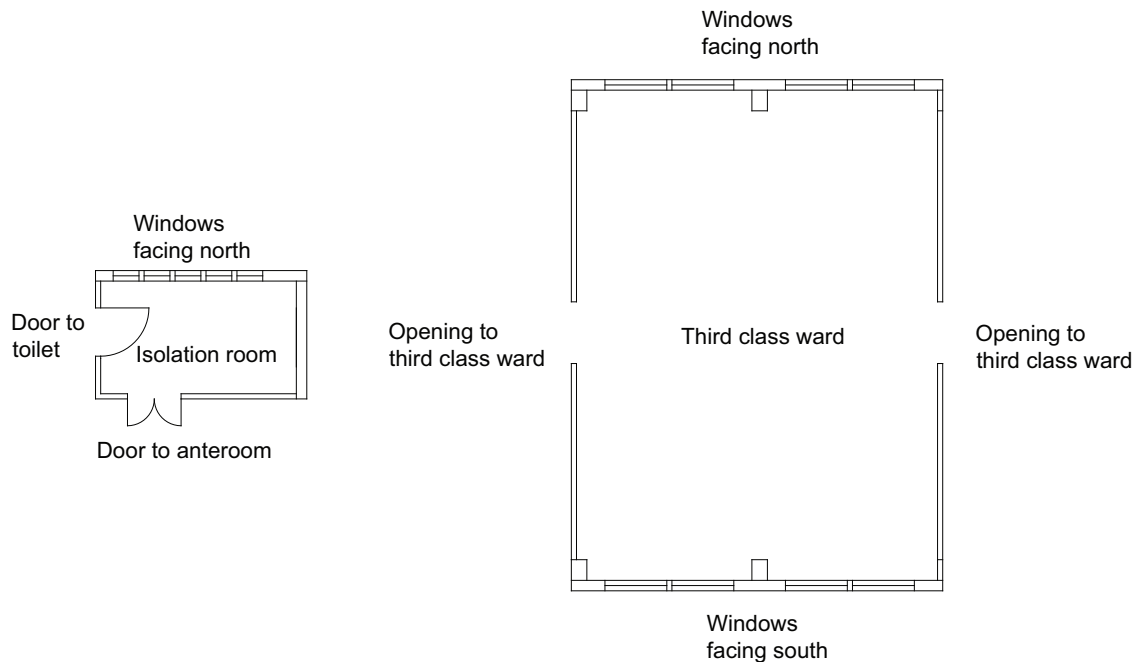 Windows
facing north
Windows
facing north
Door to
toilet
Isolation room
Door to anteroom
Opening to
third class ward
Third class ward
Opening to
third class ward
Windows
facing south